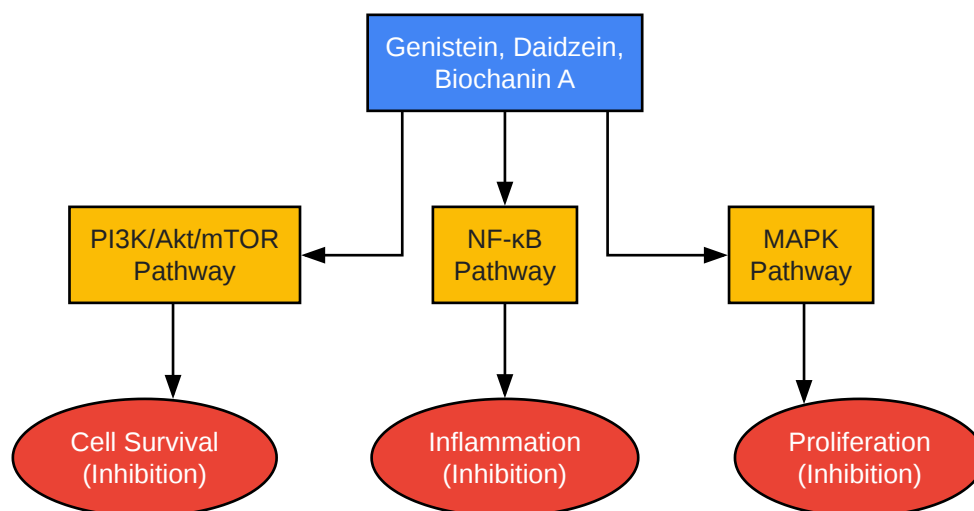 Genistein, Daidzein,
Biochanin A
PI3K/Akt/mTOR
Pathway
NF-κB
Pathway
MAPK
Pathway
Cell Survival
(Inhibition)
Inflammation
(Inhibition)
Proliferation
(Inhibition)